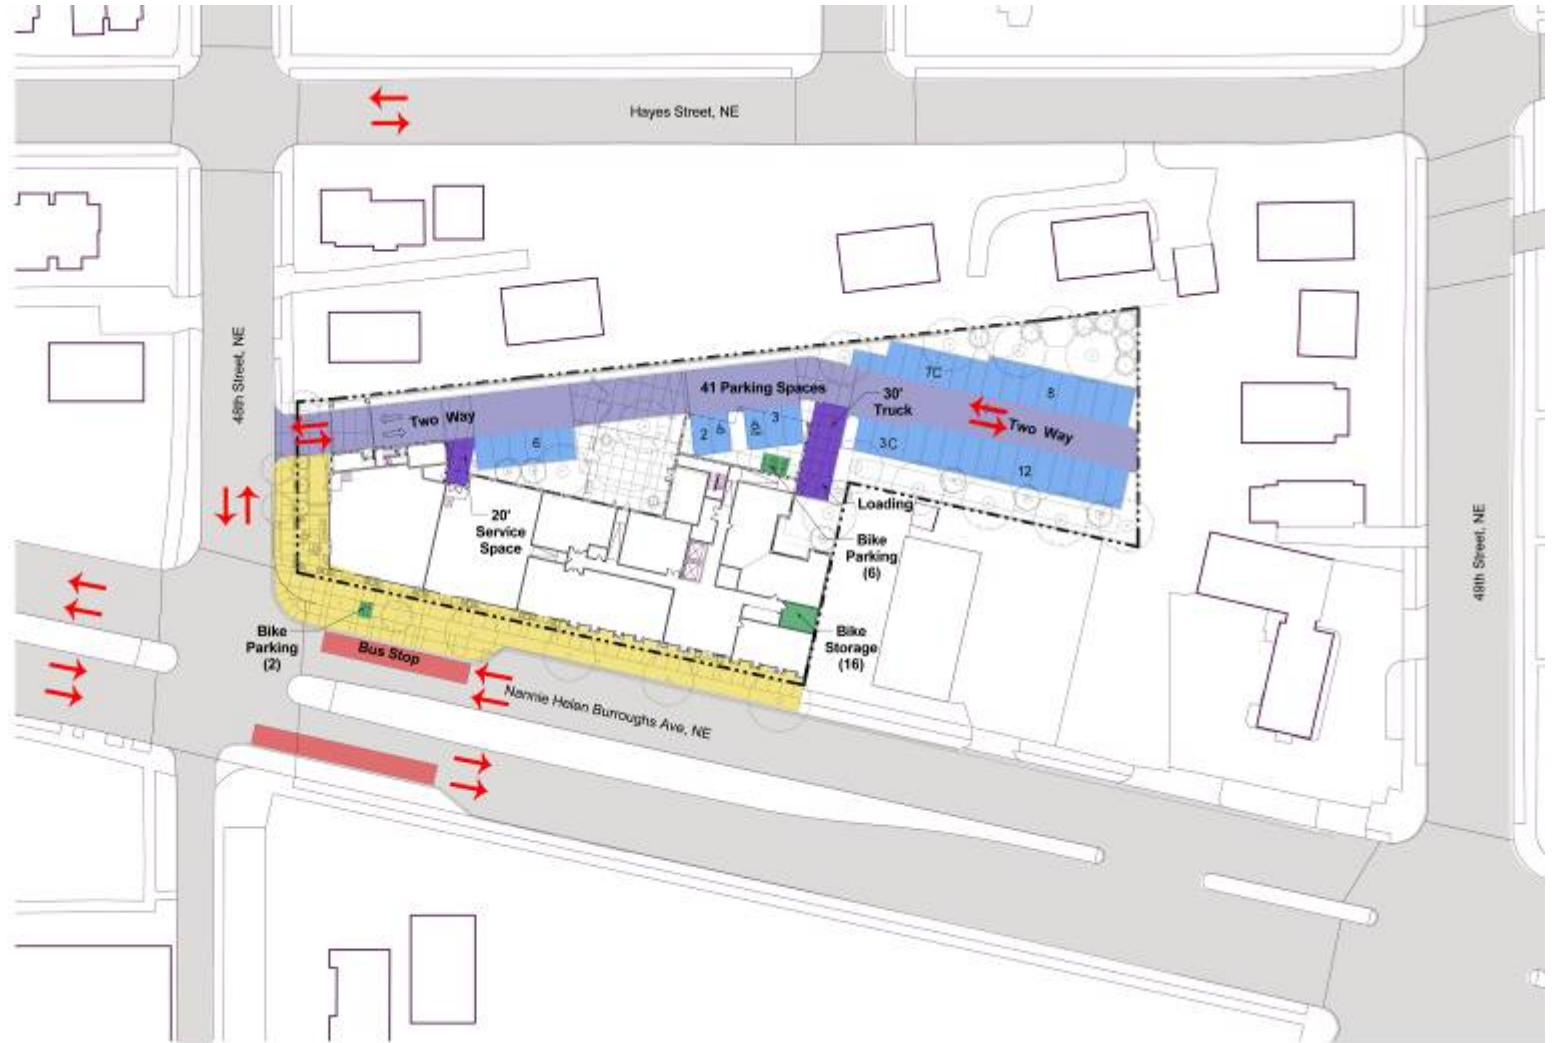 Hayes Street, NE
48th Street, NE
7C
8
41 Parking Spaces
30'
Truck
Two Way
Two Way
2
3
6
3C
12
Loading
20'
Service
Space
Bike
Parking
(6)
49th Street, NE
Bike
Parking
(2)
Bus Stop
Bike
Storage
(16)
Nannie Helen Burroughs Ave, NE